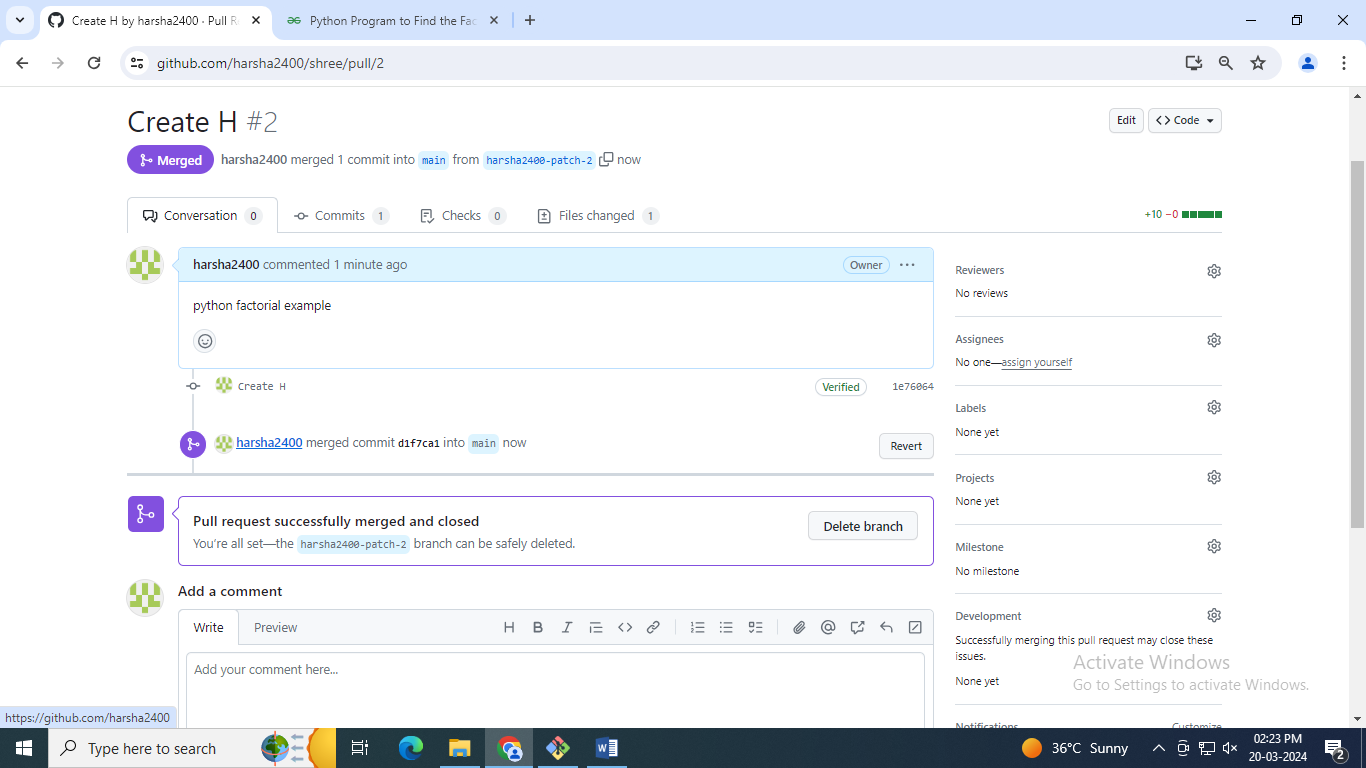 Create H by harsha2400 · Pull R
Python Program to Find the Fac
github.com/harsha2400/shree/pull/2
Create H #2
Edit
<> Code
Merged
harsha2400 merged 1 commit into main from harsha2400-patch-2 now
Conversation 0
Commits 1
Checks 0
Files changed 1
+10 −0
harsha2400 commented 1 minute ago
Owner
python factorial example
Create H
Verified
1e76064
harsha2400 merged commit d1f7ca1 into main now
Revert
Pull request successfully merged and closed
Delete branch
You're all set—the harsha2400-patch-2 branch can be safely deleted.
Add a comment
Write
Preview
H B I
Add your comment here...
Reviewers
No reviews
Assignees
No one—assign yourself
Labels
None yet
Projects
None yet
Milestone
No milestone
Development
Successfully merging this pull request may close these
issues.
None yet
Notifications
Customize
Activate Windows
Go to Settings to activate Windows.
https://github.com/harsha2400
Type here to search
36°C Sunny
02:23 PM
20-03-2024
2